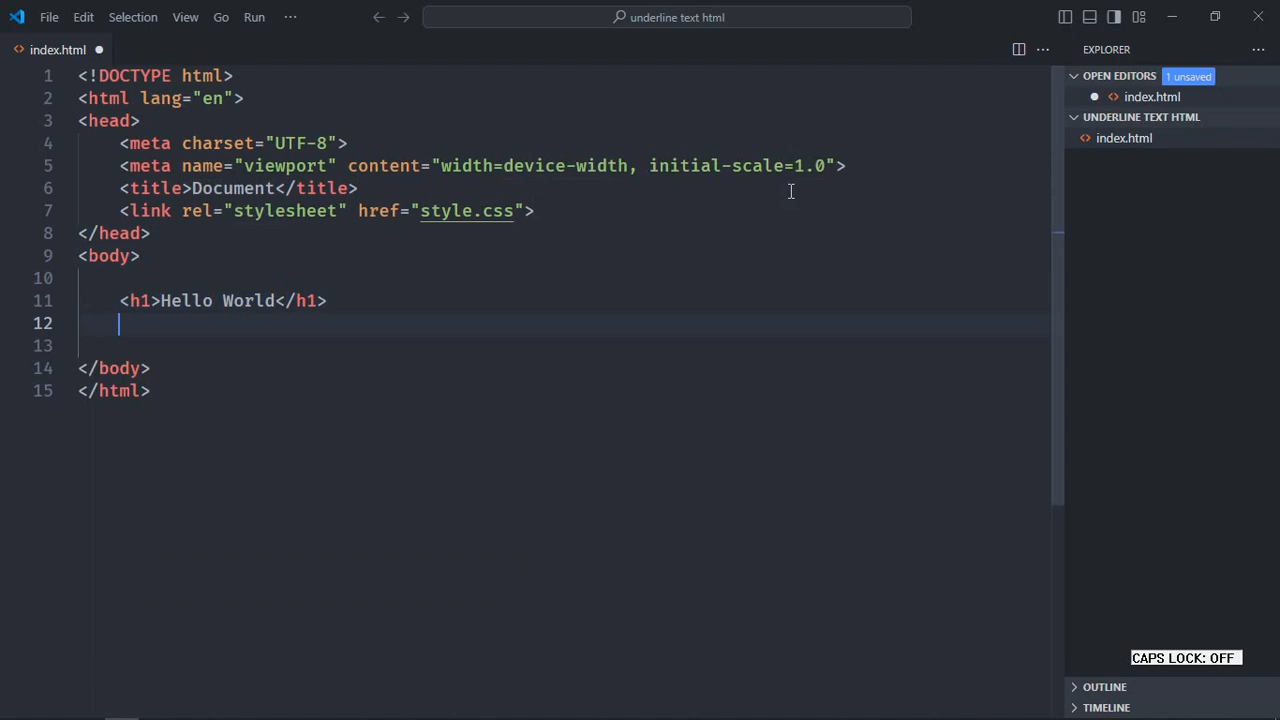 File Edit Selection View Go Run ···
underline text html
index.html
EXPLORER
OPEN EDITORS 1 unsaved
index.html
UNDERLINE TEXT HTML
index.html
1 <!DOCTYPE html>
2 <html lang="en">
3 <head>
4 <meta charset="UTF-8">
5 <meta name="viewport" content="width=device-width, initial-scale=1.0">
6 <title>Document</title>
7 <link rel="stylesheet" href="style.css">
8 </head>
9 <body>
10
11 <h1>Hello World</h1>
12
13
14 </body>
15 </html>
CAPS LOCK: OFF
OUTLINE
TIMELINE